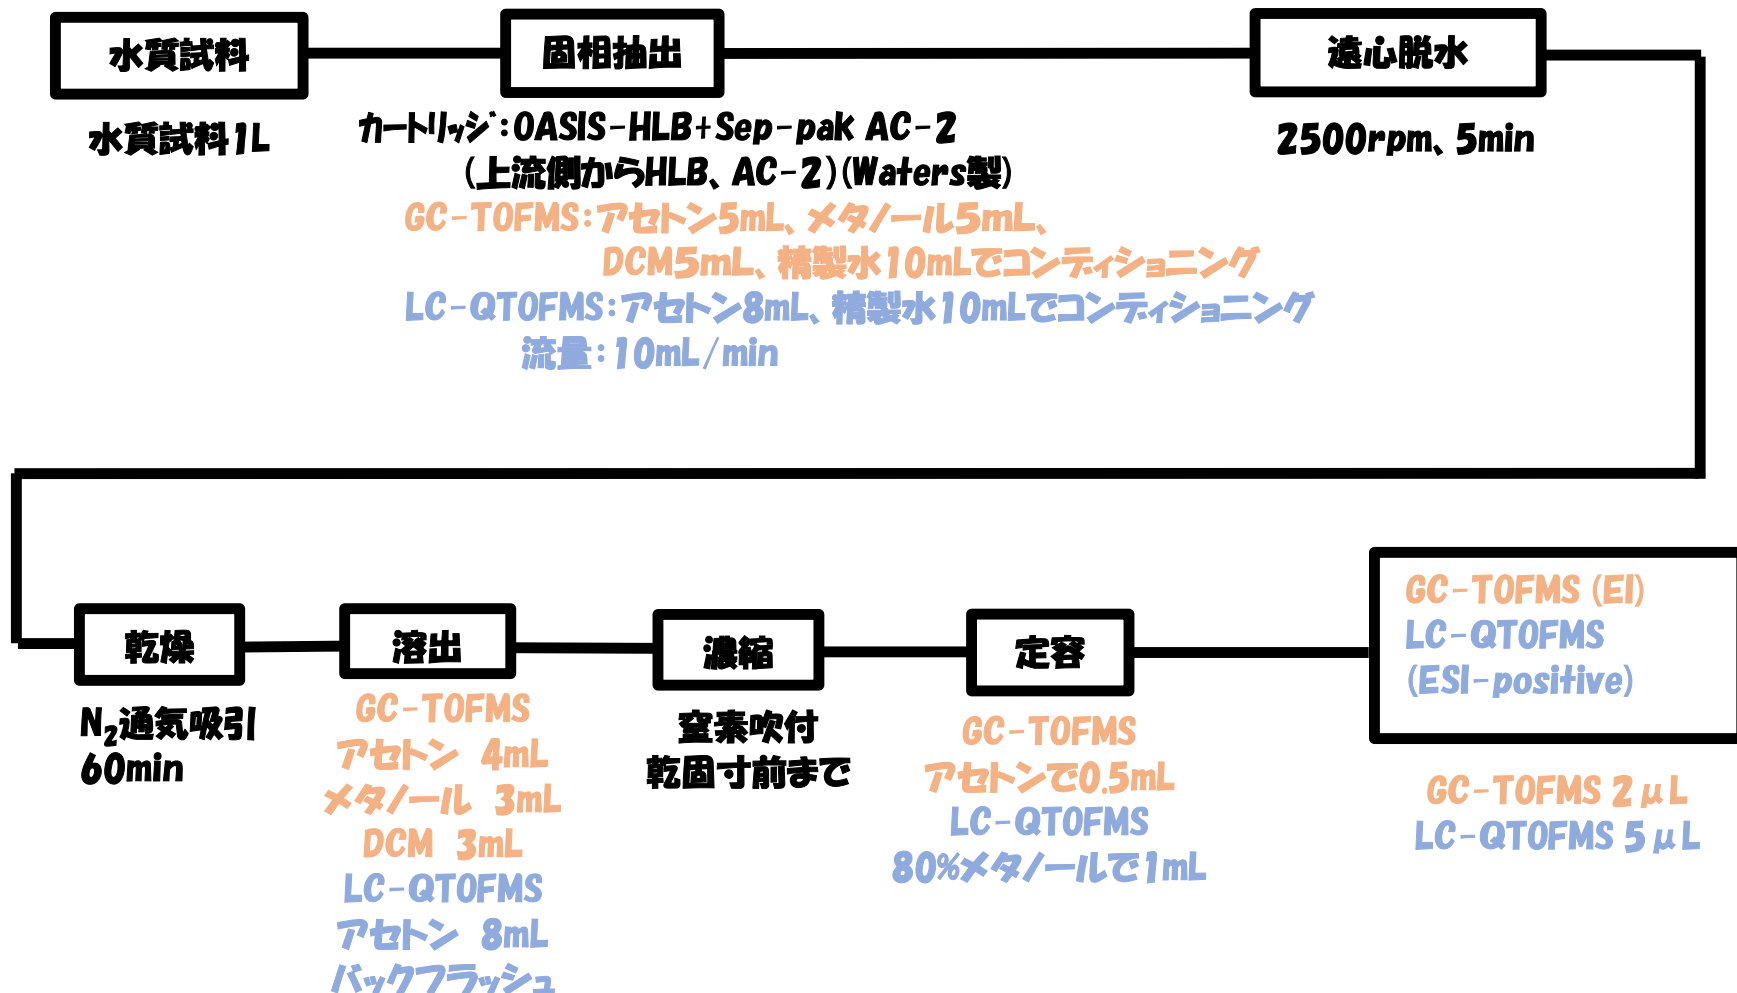 水質試料
固相抽出
遠心脱水
水質試料1L
カートリッジ:OASIS-HLB+Sep-pak AC-2
(上流側からHLB、AC-2)(Waters製)
2500rpm、5min
GC-TOFMS:アセトン5mL、メタノール5mL、
DCM5mL、精製水10mLでコンディショニング
LC-QTOFMS:アセトン8mL、精製水10mLでコンディショニング
流量:10mL/min
乾燥
N₂通気吸引
60min
溶出
GC-TOFMS
アセトン 4mL
メタノール 3mL
DCM 3mL
LC-QTOFMS
アセトン 8mL
バックフラッシュ
濃縮
窒素吹付
乾固寸前まで
定容
GC-TOFMS
アセトンで0.5mL
LC-QTOFMS
80%メタノールで1mL
GC-TOFMS (EI)
LC-QTOFMS
(ESI-positive)
GC-TOFMS 2μL
LC-QTOFMS 5μL